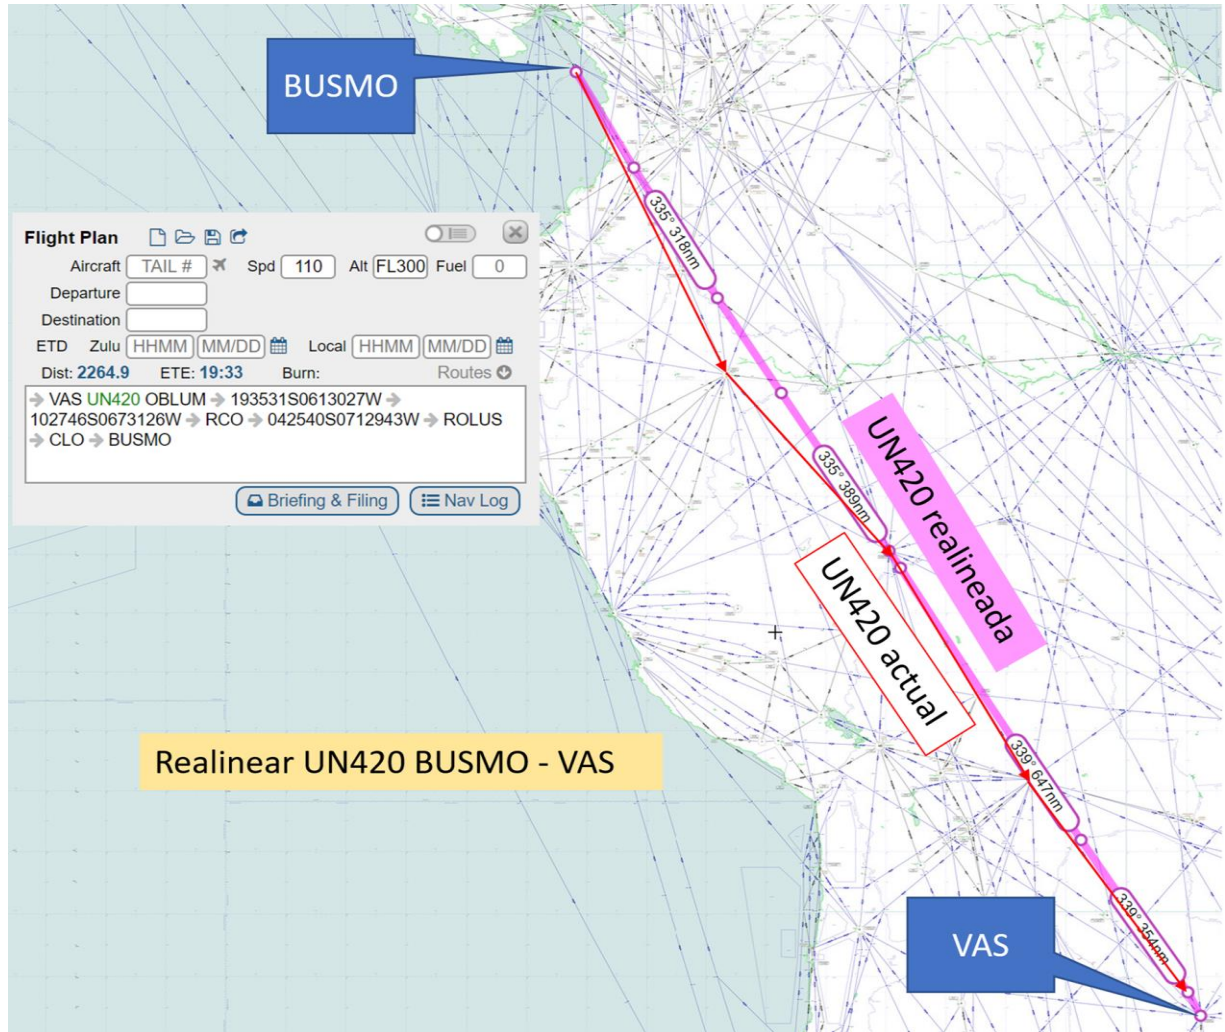 BUSMO
335° 318nm
Flight Plan
Aircraft TAIL # Spd 110 Alt FL300 Fuel 0
Departure
Destination
ETD Zulu HHMM MM/DD Local HHMM MM/DD
Dist: 2264.9 ETE: 19:33 Burn: Routes
→ VAS UN420 OBLUM → 193531S0613027W →
102746S0673126W → RCO → 042540S0712943W → ROLUS
→ CLO → BUSMO
Briefing & Filing Nav Log
335° 389nm
UN420 realineada
UN420 actual
Realinear UN420 BUSMO - VAS
339° 647nm
339° 354nm
VAS